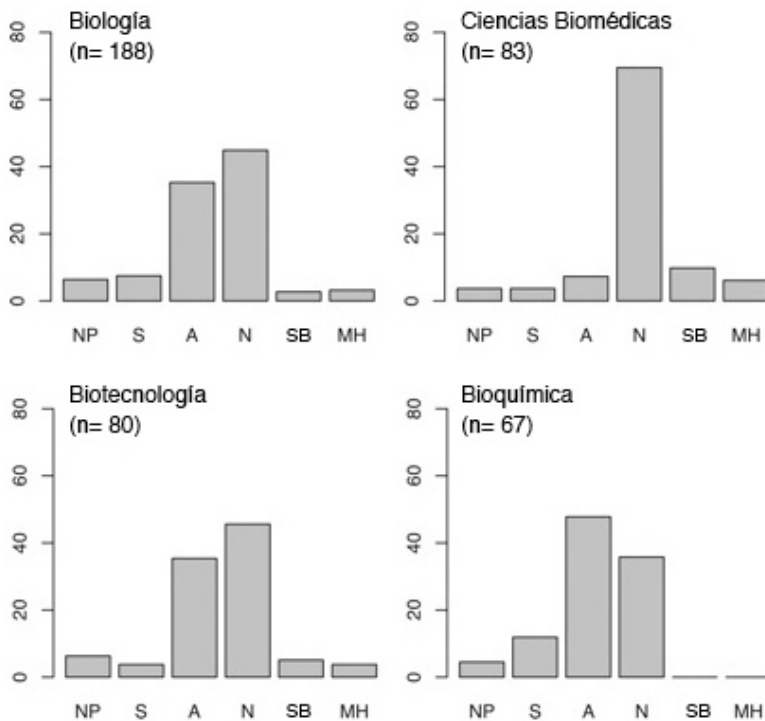 Biología
(n= 188)
80
60
40
20
0
NP S A N SB MH
Ciencias Biomédicas
(n= 83)
80
60
40
20
0
NP S A N SB MH
Biotecnología
(n= 80)
80
60
40
20
0
NP S A N SB MH
Bioquímica
(n= 67)
80
60
40
20
0
NP S A N SB MH